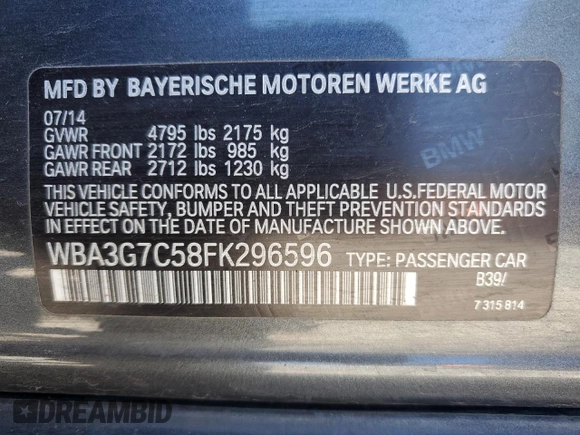 MFD BY BAYERISCHE MOTOREN WERKE AG
07/14
GVWR 4795 lbs 2175 kg
GAWR FRONT 2172 lbs 985 kg
GAWR REAR 2712 lbs 1230 kg
BMW
THIS VEHICLE CONFORMS TO ALL APPLICABLE U.S.FEDERAL MOTOR
VEHICLE SAFETY, BUMPER AND THEFT PREVENTION STANDARDS
IN EFFECT ON THE DATE OF MANUFACTURE SHOWN ABOVE.
WBA3G7C58FK296596 TYPE: PASSENGER CAR
B39/
7 315 814
DREAMBID